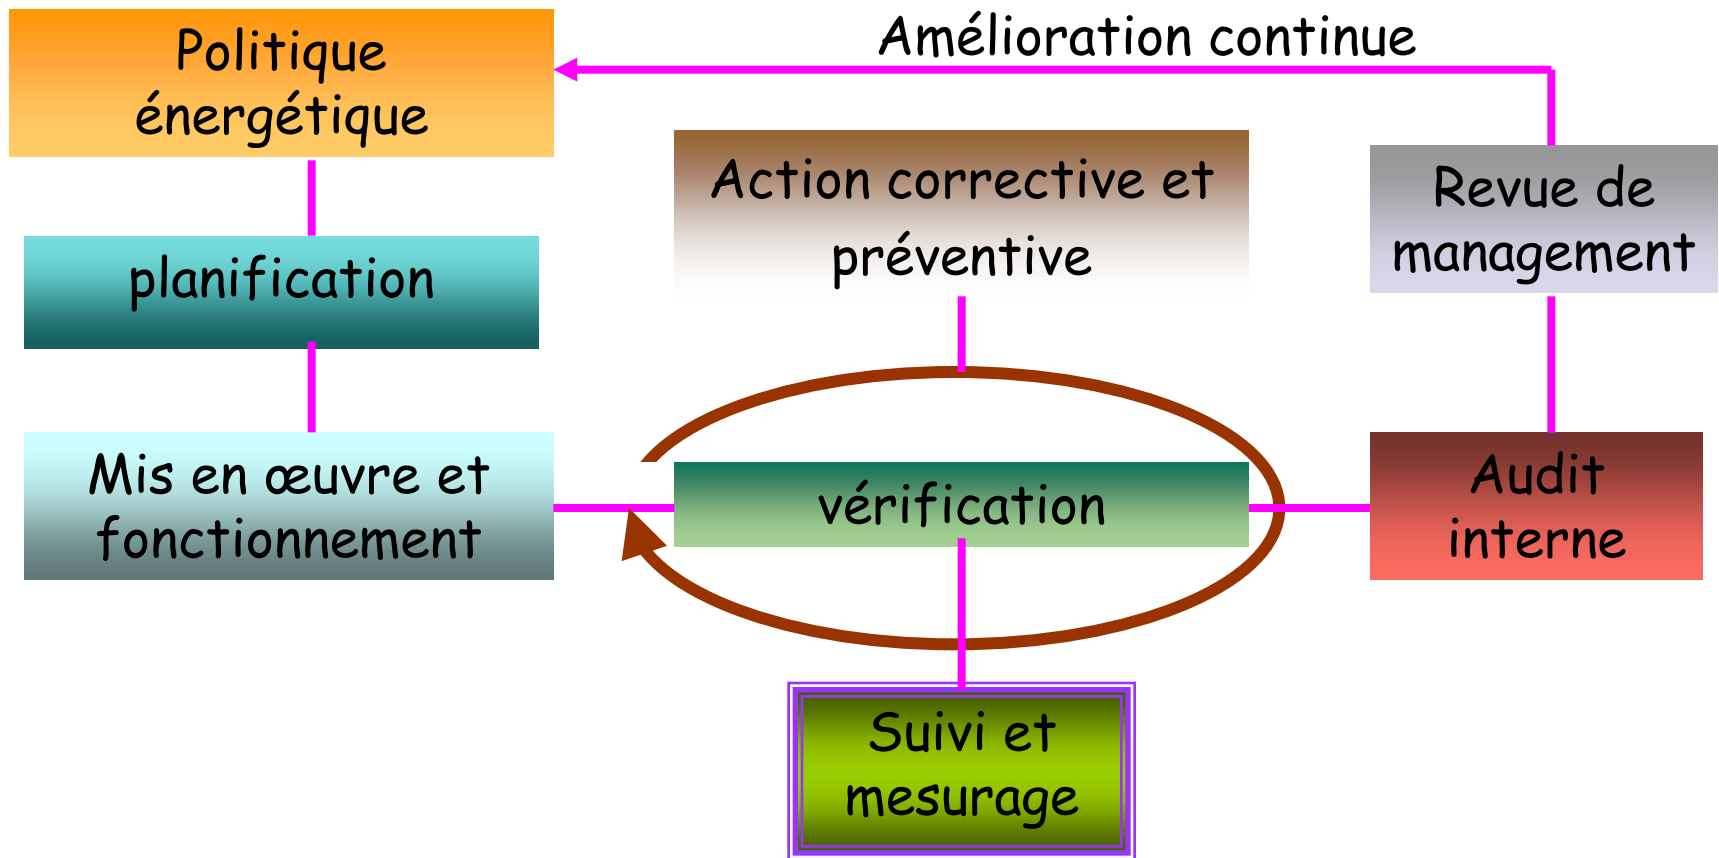 Politique
énergétique
Amélioration continue
Action corrective et
préventive
Revue de
management
planification
Mis en œuvre et
fonctionnement
vérification
Audit
interne
Suivi et
mesurage